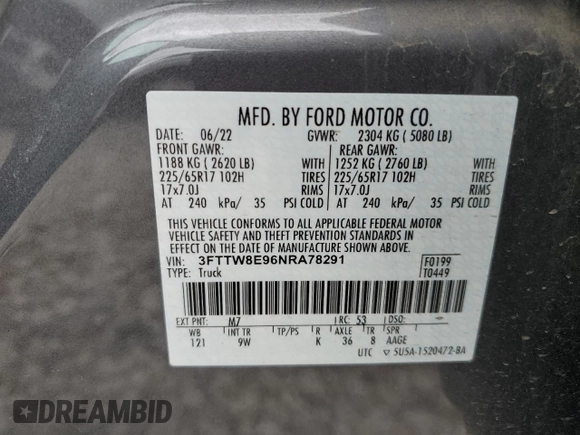 MFD. BY FORD MOTOR CO.
DATE: 06/22 GVWR: 2304 KG ( 5080 LB)
FRONT GAWR: REAR GAWR:
1188 KG ( 2620 LB) WITH 1252 KG ( 2760 LB) WITH
225/65R17 102H TIRES 225/65R17 102H TIRES
17x7.0J RIMS 17x7.0J RIMS
AT 240 kPa/ 35 PSI COLD AT 240 kPa/ 35 PSI COLD
THIS VEHICLE CONFORMS TO ALL APPLICABLE FEDERAL MOTOR
VEHICLE SAFETY AND THEFT PREVENTION STANDARDS IN
EFFECT ON THE DATE OF MANUFACTURE SHOWN ABOVE.
VIN: 3FTTW8E96NRA78291 F0199
TYPE: Truck T0449
EXT PNT: M7 RC: 53 DSO:
WB INT TR TP/PS R AXLE TR SPR
121 9W K 36 8 AAGE
UTC ▽ 5U5A-1520472-BA
DREAMBID